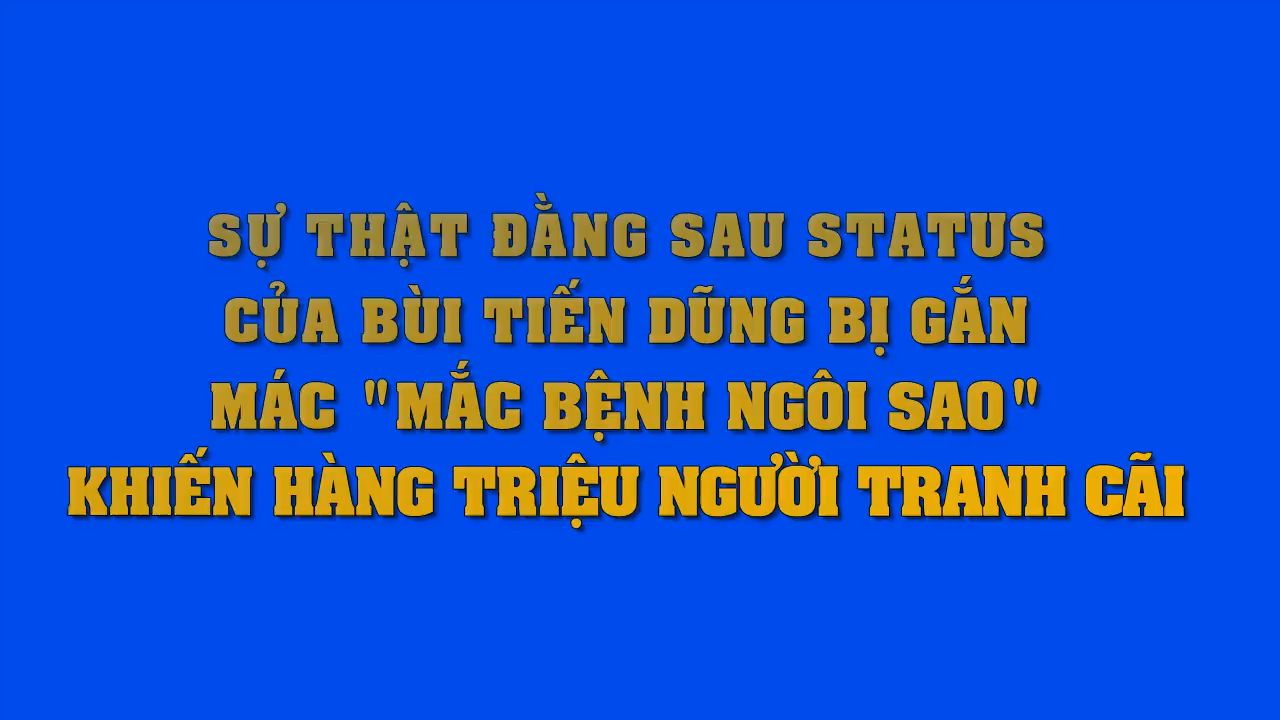 SỰ THẬT ĐẰNG SAU STATUS
CỦA BÙI TIẾN DŨNG BỊ GẮN
MÁC "MẮC BỆNH NGÔI SAO"
KHIẾN HÀNG TRIỆU NGƯỜI TRANH CÃI